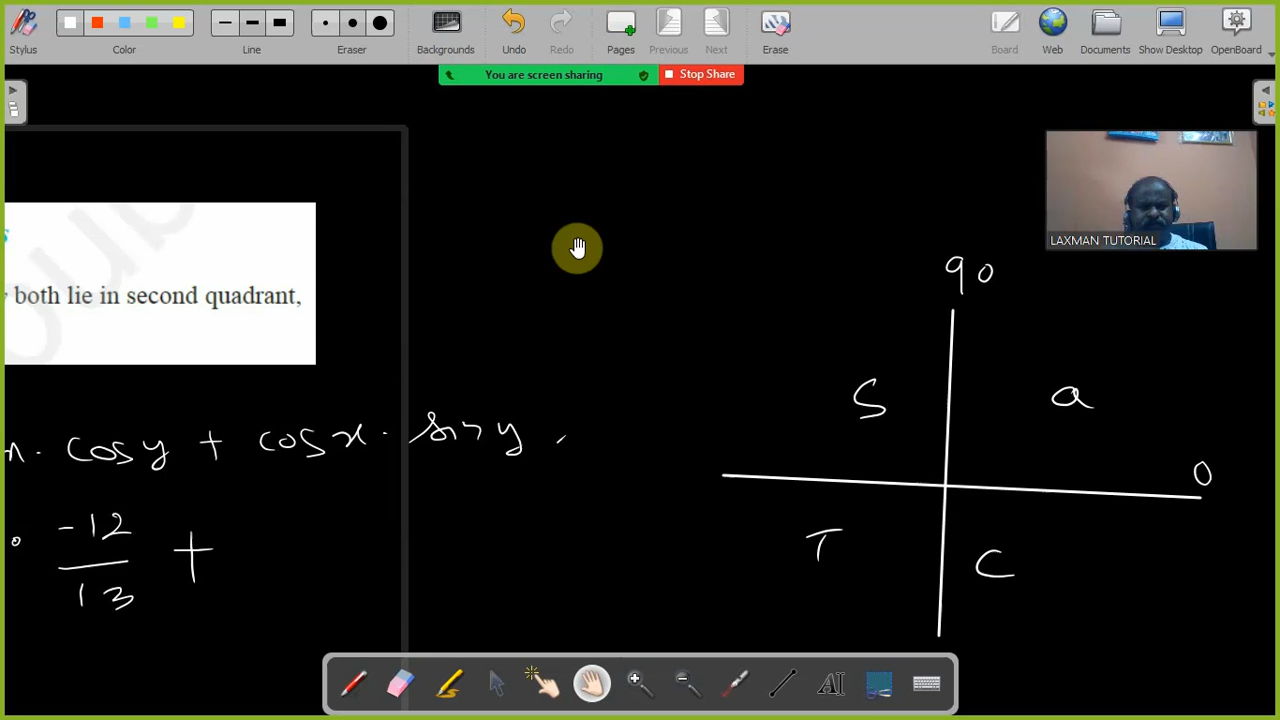 Stylus
Color
Line
Eraser
Backgrounds
Undo
Redo
Pages
Previous
Next
Erase
Board
Web
Documents
Show Desktop
OpenBoard
You are screen sharing
Stop Share
LAXMAN TUTORIAL
both lie in second quadrant,
90
S
a
0
T
C
x. cosy + cosx. siny
. -12/13 +
AI